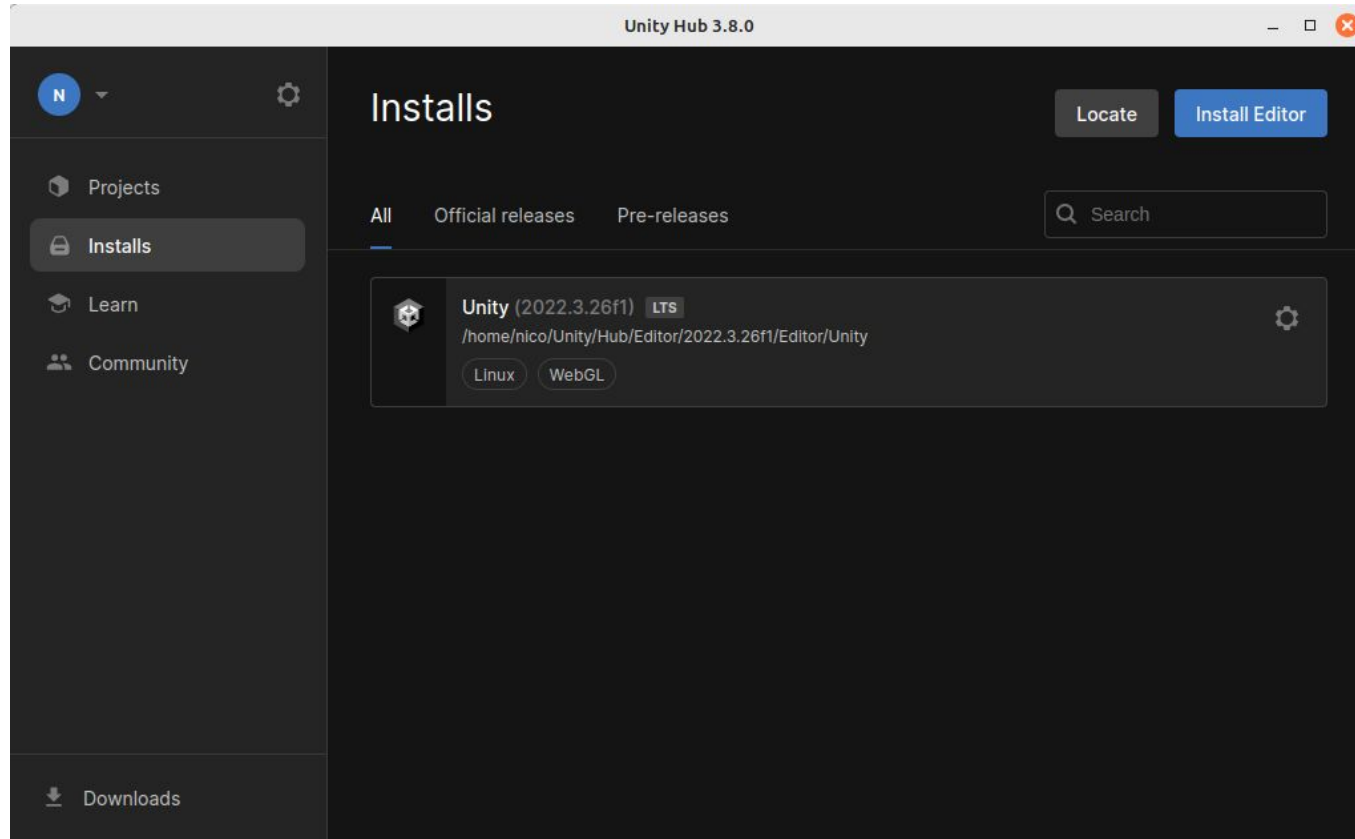 Unity Hub 3.8.0
N
Installs
Locate
Install Editor
Projects
Installs
Learn
Community
All
Official releases
Pre-releases
Search
Unity (2022.3.26f1) LTS
/home/nico/Unity/Hub/Editor/2022.3.26f1/Editor/Unity
Linux
WebGL
Downloads